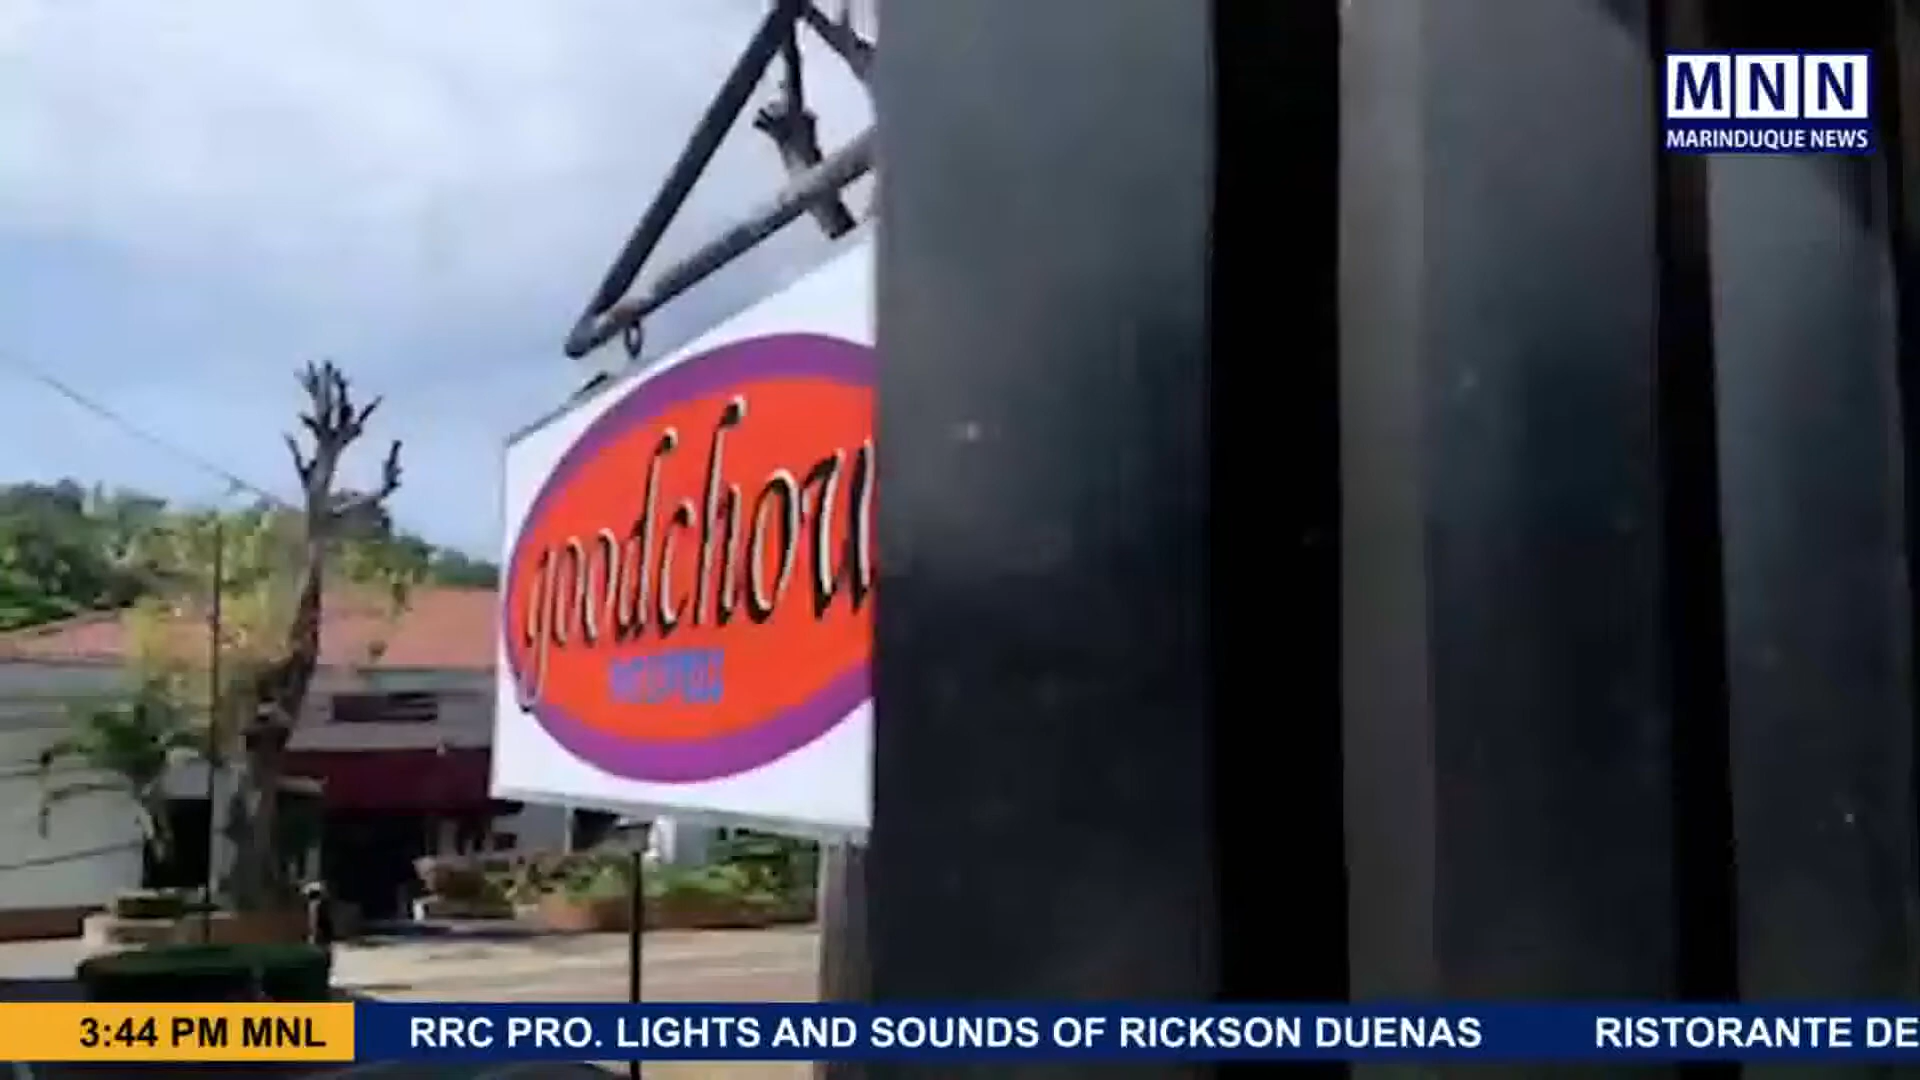 MNN
MARINDUQUE NEWS
goodchow
3:44 PM MNL
RRC PRO. LIGHTS AND SOUNDS OF RICKSON DUENAS
RISTORANTE DE